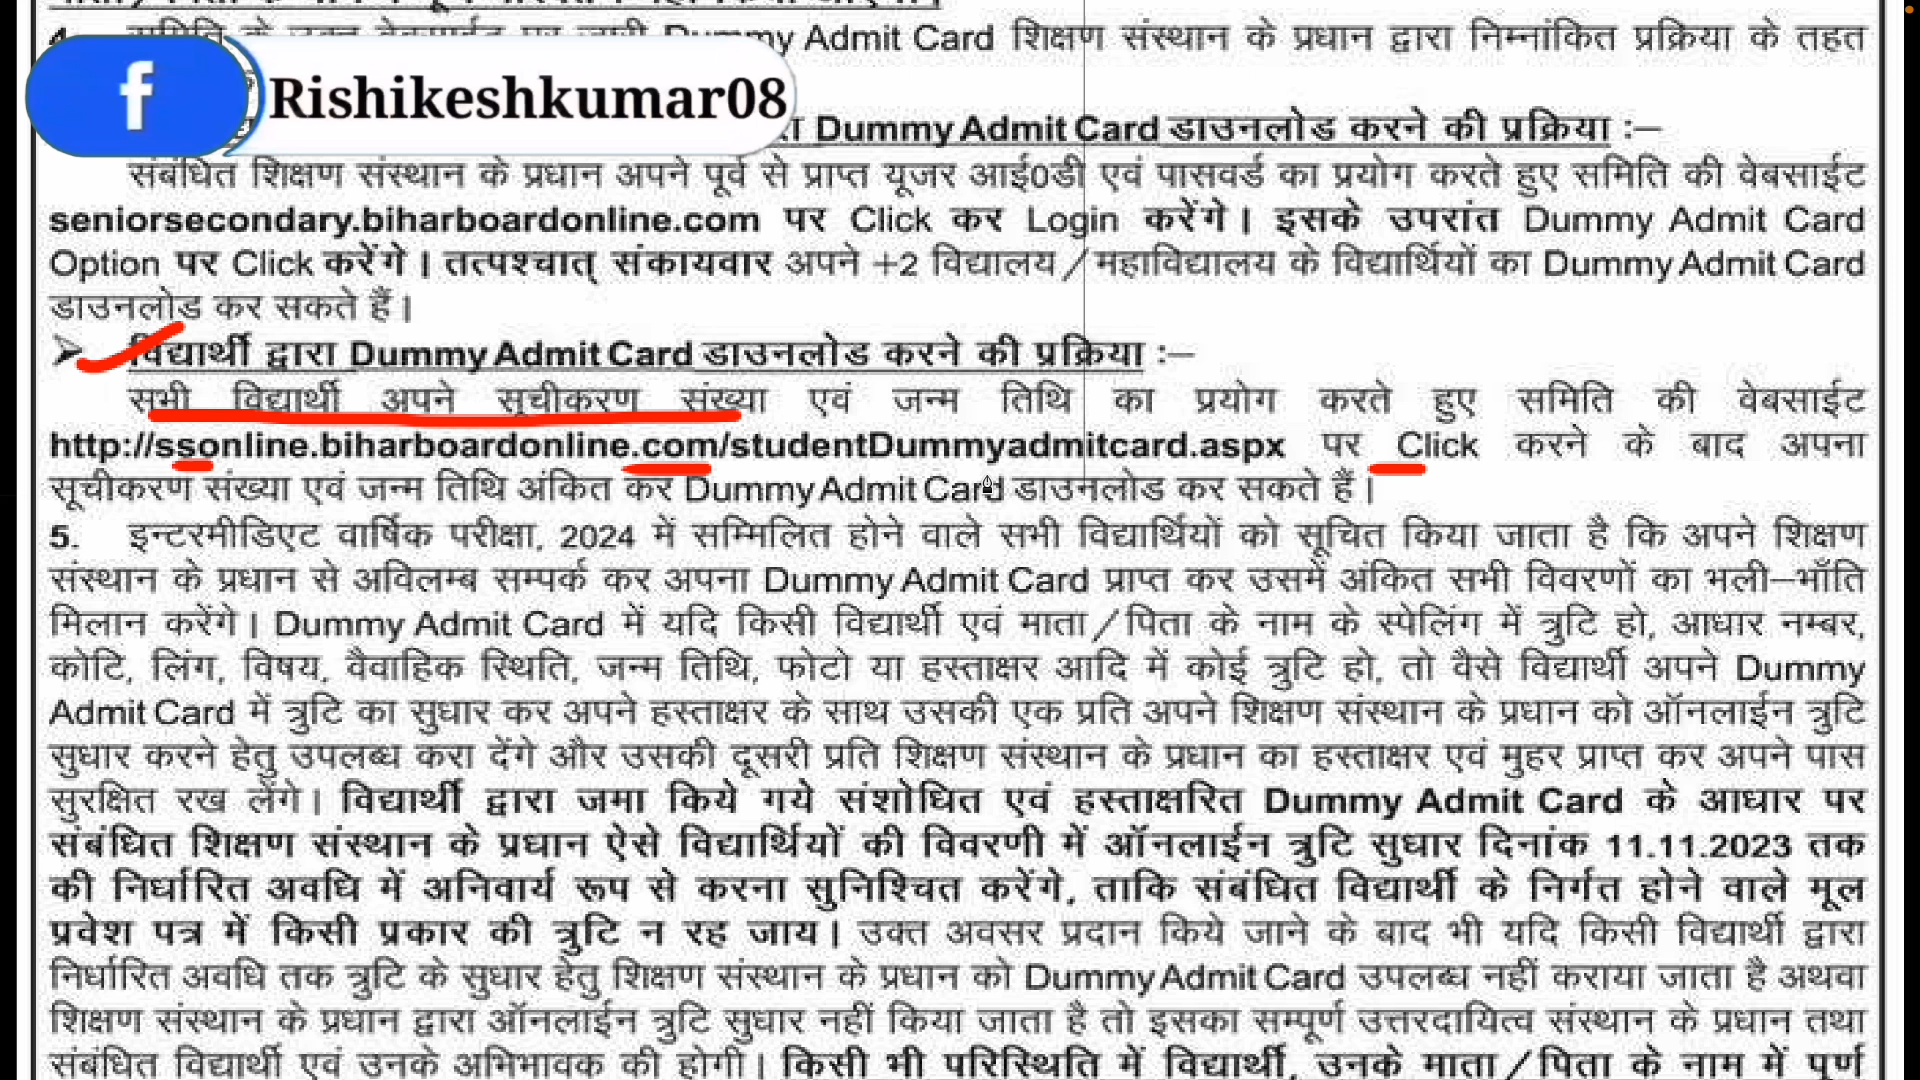 4. समिति के उक्त वेबसाईट पर जारी Dummy Admit Card शिक्षण संस्थान के प्रधान द्वारा निम्नांकित प्रक्रिया के तहत
f Rishikeshkumar08
Dummy Admit Card डाउनलोड करने की प्रक्रिया :—
संबंधित शिक्षण संस्थान के प्रधान अपने पूर्व से प्राप्त यूजर आई0डी एवं पासवर्ड का प्रयोग करते हुए समिति की वेबसाईट
seniorsecondary.biharboardonline.com पर Click कर Login करेंगे। इसके उपरांत Dummy Admit Card
Option पर Click करेंगे। तत्पश्चात् संकायवार अपने +2 विद्यालय/महाविद्यालय के विद्यार्थियों का Dummy Admit Card
डाउनलोड कर सकते हैं।
➢ विद्यार्थी द्वारा Dummy Admit Card डाउनलोड करने की प्रक्रिया :—
सभी विद्यार्थी अपने सूचीकरण संख्या एवं जन्म तिथि का प्रयोग करते हुए समिति की वेबसाईट
http://ssonline.biharboardonline.com/studentDummyadmitcard.aspx पर Click करने के बाद अपना
सूचीकरण संख्या एवं जन्म तिथि अंकित कर Dummy Admit Card डाउनलोड कर सकते हैं।
5. इन्टरमीडिएट वार्षिक परीक्षा, 2024 में सम्मिलित होने वाले सभी विद्यार्थियों को सूचित किया जाता है कि अपने शिक्षण
संस्थान के प्रधान से अविलम्ब सम्पर्क कर अपना Dummy Admit Card प्राप्त कर उसमें अंकित सभी विवरणों का भली—भाँति
मिलान करेंगे। Dummy Admit Card में यदि किसी विद्यार्थी एवं माता/पिता के नाम के स्पेलिंग में त्रुटि हो, आधार नम्बर,
कोटि, लिंग, विषय, वैवाहिक स्थिति, जन्म तिथि, फोटो या हस्ताक्षर आदि में कोई त्रुटि हो, तो वैसे विद्यार्थी अपने Dummy
Admit Card में त्रुटि का सुधार कर अपने हस्ताक्षर के साथ उसकी एक प्रति अपने शिक्षण संस्थान के प्रधान को ऑनलाईन त्रुटि
सुधार करने हेतु उपलब्ध करा देंगे और उसकी दूसरी प्रति शिक्षण संस्थान के प्रधान का हस्ताक्षर एवं मुहर प्राप्त कर अपने पास
सुरक्षित रख लेंगे। विद्यार्थी द्वारा जमा किये गये संशोधित एवं हस्ताक्षरित Dummy Admit Card के आधार पर
संबंधित शिक्षण संस्थान के प्रधान ऐसे विद्यार्थियों की विवरणी में ऑनलाईन त्रुटि सुधार दिनांक 11.11.2023 तक
की निर्धारित अवधि में अनिवार्य रूप से करना सुनिश्चित करेंगे, ताकि संबंधित विद्यार्थी के निर्गत होने वाले मूल
प्रवेश पत्र में किसी प्रकार की त्रुटि न रह जाय। उक्त अवसर प्रदान किये जाने के बाद भी यदि किसी विद्यार्थी द्वारा
निर्धारित अवधि तक त्रुटि के सुधार हेतु शिक्षण संस्थान के प्रधान को Dummy Admit Card उपलब्ध नहीं कराया जाता है अथवा
शिक्षण संस्थान के प्रधान द्वारा ऑनलाईन त्रुटि सुधार नहीं किया जाता है तो इसका सम्पूर्ण उत्तरदायित्व संस्थान के प्रधान तथा
संबंधित विद्यार्थी एवं उनके अभिभावक की होगी। किसी भी परिस्थिति में विद्यार्थी, उनके माता/पिता के नाम में पूर्ण